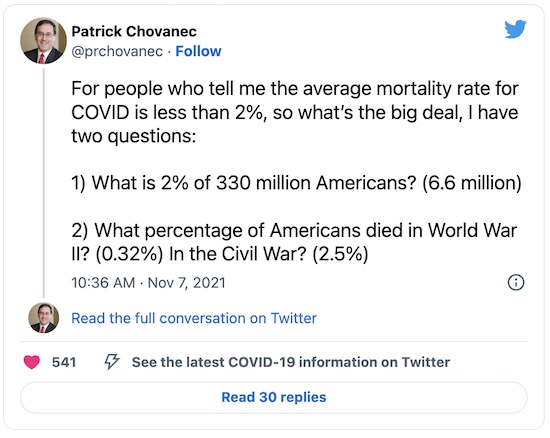 Patrick Chovanec
@prchovanec · Follow
For people who tell me the average mortality rate for
COVID is less than 2%, so what's the big deal, I have
two questions:
1) What is 2% of 330 million Americans? (6.6 million)
2) What percentage of Americans died in World War
II? (0.32%) In the Civil War? (2.5%)
10:36 AM · Nov 7, 2021
Read the full conversation on Twitter
541 See the latest COVID-19 information on Twitter
Read 30 replies